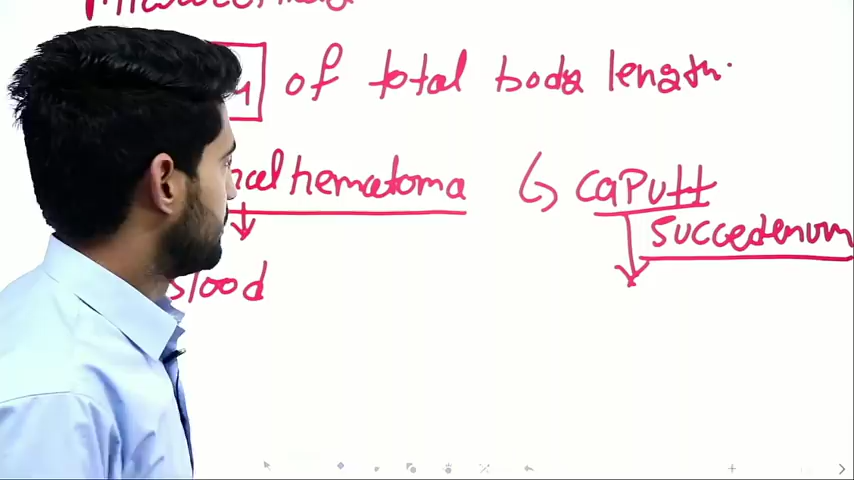 of total body length.
hematoma ↳ caputt
succedenum
blood